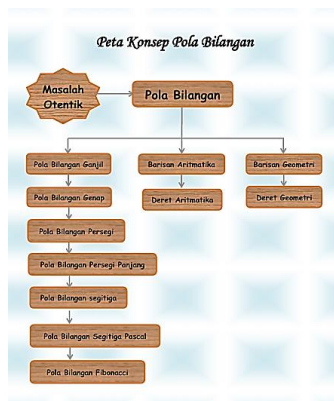 Peta Konsep Pola Bilangan
Masalah
Otentik
Pola Bilangan
Pola Bilangan Ganjil
Barisan Aritmatika
Barisan Geometri
Pola Bilangan Genap
Deret Aritmatika
Deret Geometri
Pola Bilangan Persegi
Pola Bilangan Persegi Panjang
Pola Bilangan segitiga
Pola Bilangan Segitiga Pascal
Pola Bilangan Fibonacci